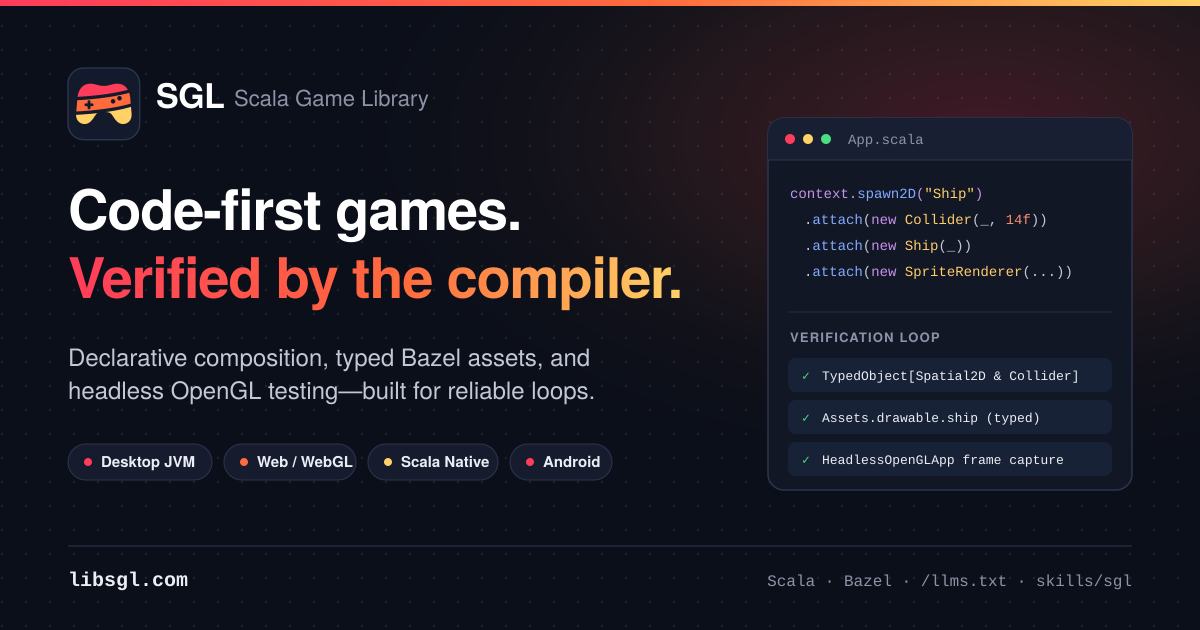 SGL Scala Game Library
Code-first games.
Verified by the compiler.
Declarative composition, typed Bazel assets, and
headless OpenGL testing—built for reliable loops.
Desktop JVM
Web / WebGL
Scala Native
Android
App.scala
context.spawn2D("Ship")
.attach(new Collider(_, 14f))
.attach(new Ship(_))
.attach(new SpriteRenderer(...))
VERIFICATION LOOP
✓ TypedObject[Spatial2D & Collider]
✓ Assets.drawable.ship (typed)
✓ HeadlessOpenGLApp frame capture
libsgl.com
Scala · Bazel · /llms.txt · skills/sgl